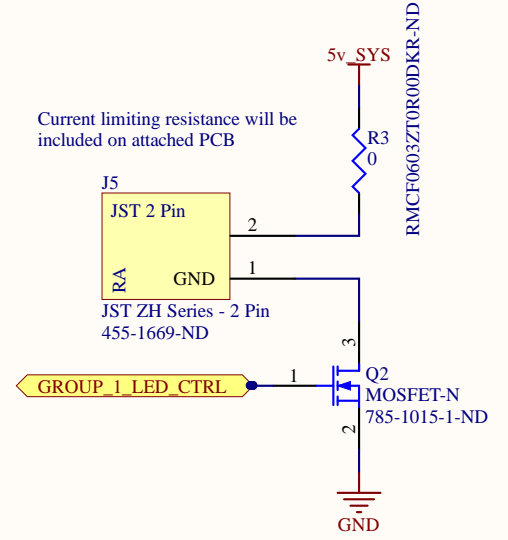 5v_SYS
RMCF0603ZT0R00DKR-ND
Current limiting resistance will be
included on attached PCB
R3
0
J5
JST 2 Pin
2
1
RA
GND
JST ZH Series - 2 Pin
455-1669-ND
3
GROUP_1_LED_CTRL
1
Q2
MOSFET-N
785-1015-1-ND
2
GND